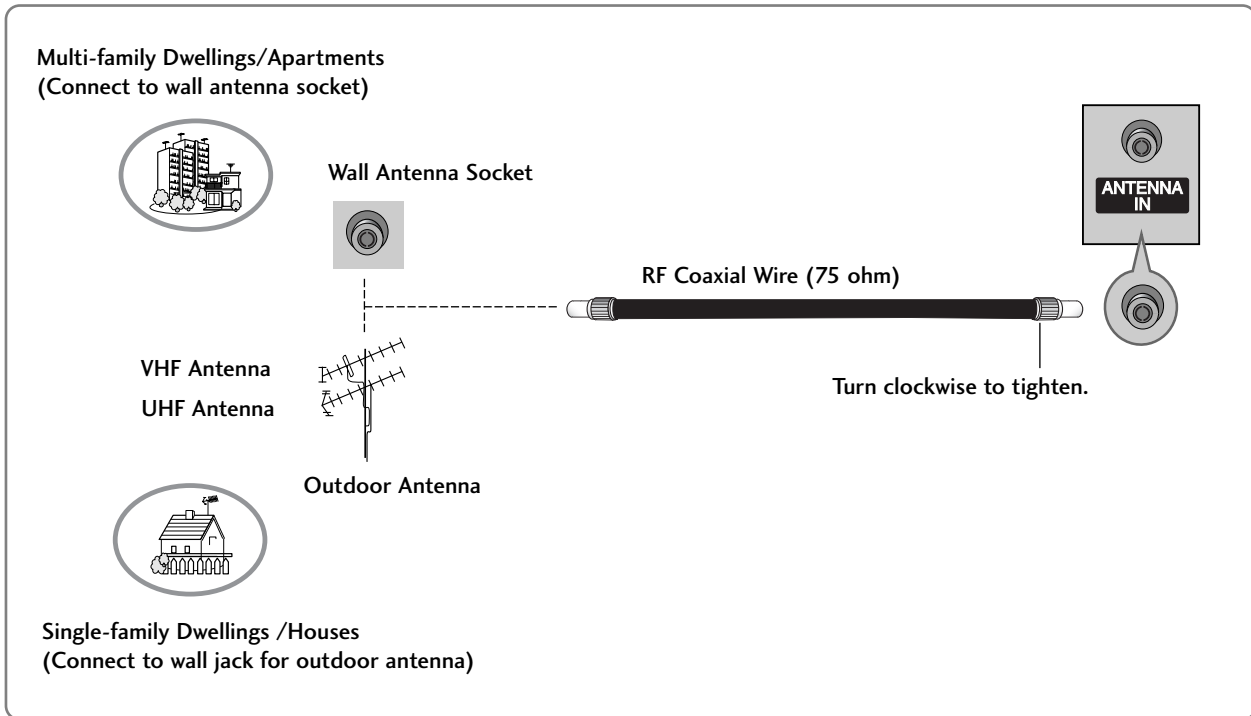 Multi-family Dwellings/Apartments
(Connect to wall antenna socket)
Wall Antenna Socket
ANTENNA
IN
RF Coaxial Wire (75 ohm)
VHF Antenna
UHF Antenna
Turn clockwise to tighten.
Outdoor Antenna
Single-family Dwellings /Houses
(Connect to wall jack for outdoor antenna)